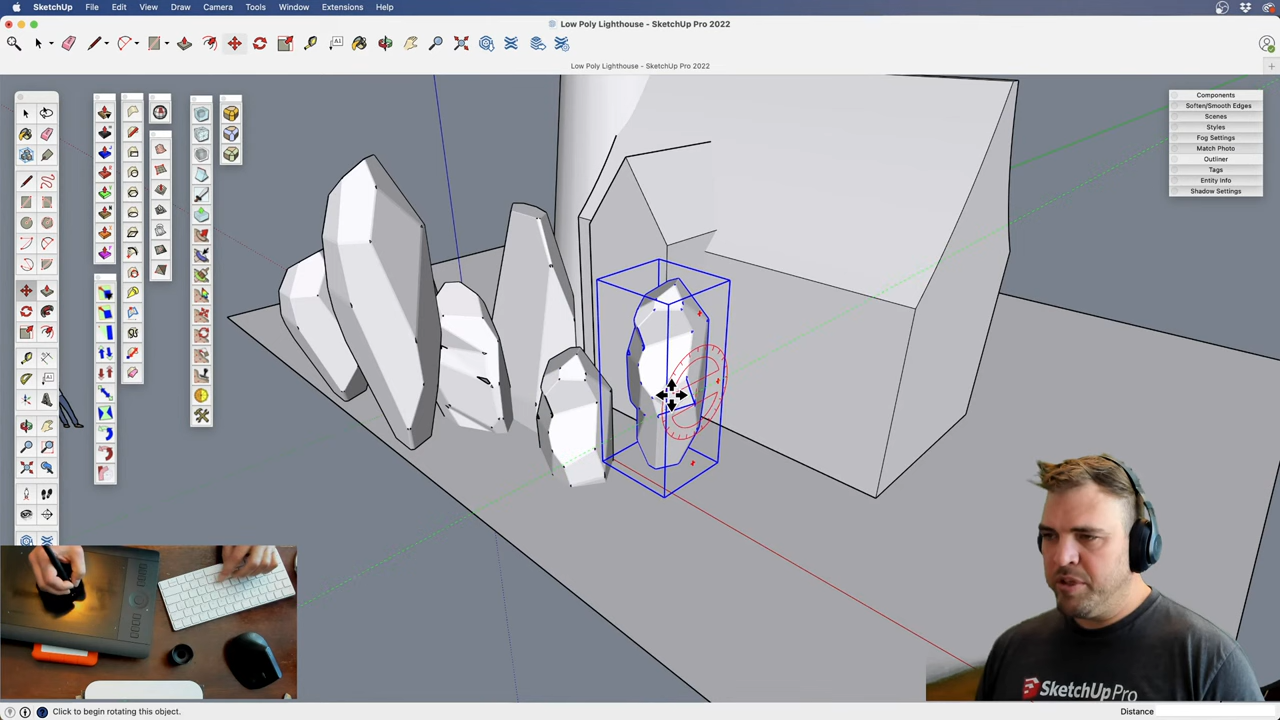 SketchUp File Edit View Draw Camera Tools Window Extensions Help
Low Poly Lighthouse - SketchUp Pro 2022
Low Poly Lighthouse - SketchUp Pro 2022
Components
Soften/Smooth Edges
Scenes
Styles
Fog Settings
Match Photo
Outliner
Tags
Entity Info
Shadow Settings
SketchUp Pro
Click to begin rotating this object.
Distance